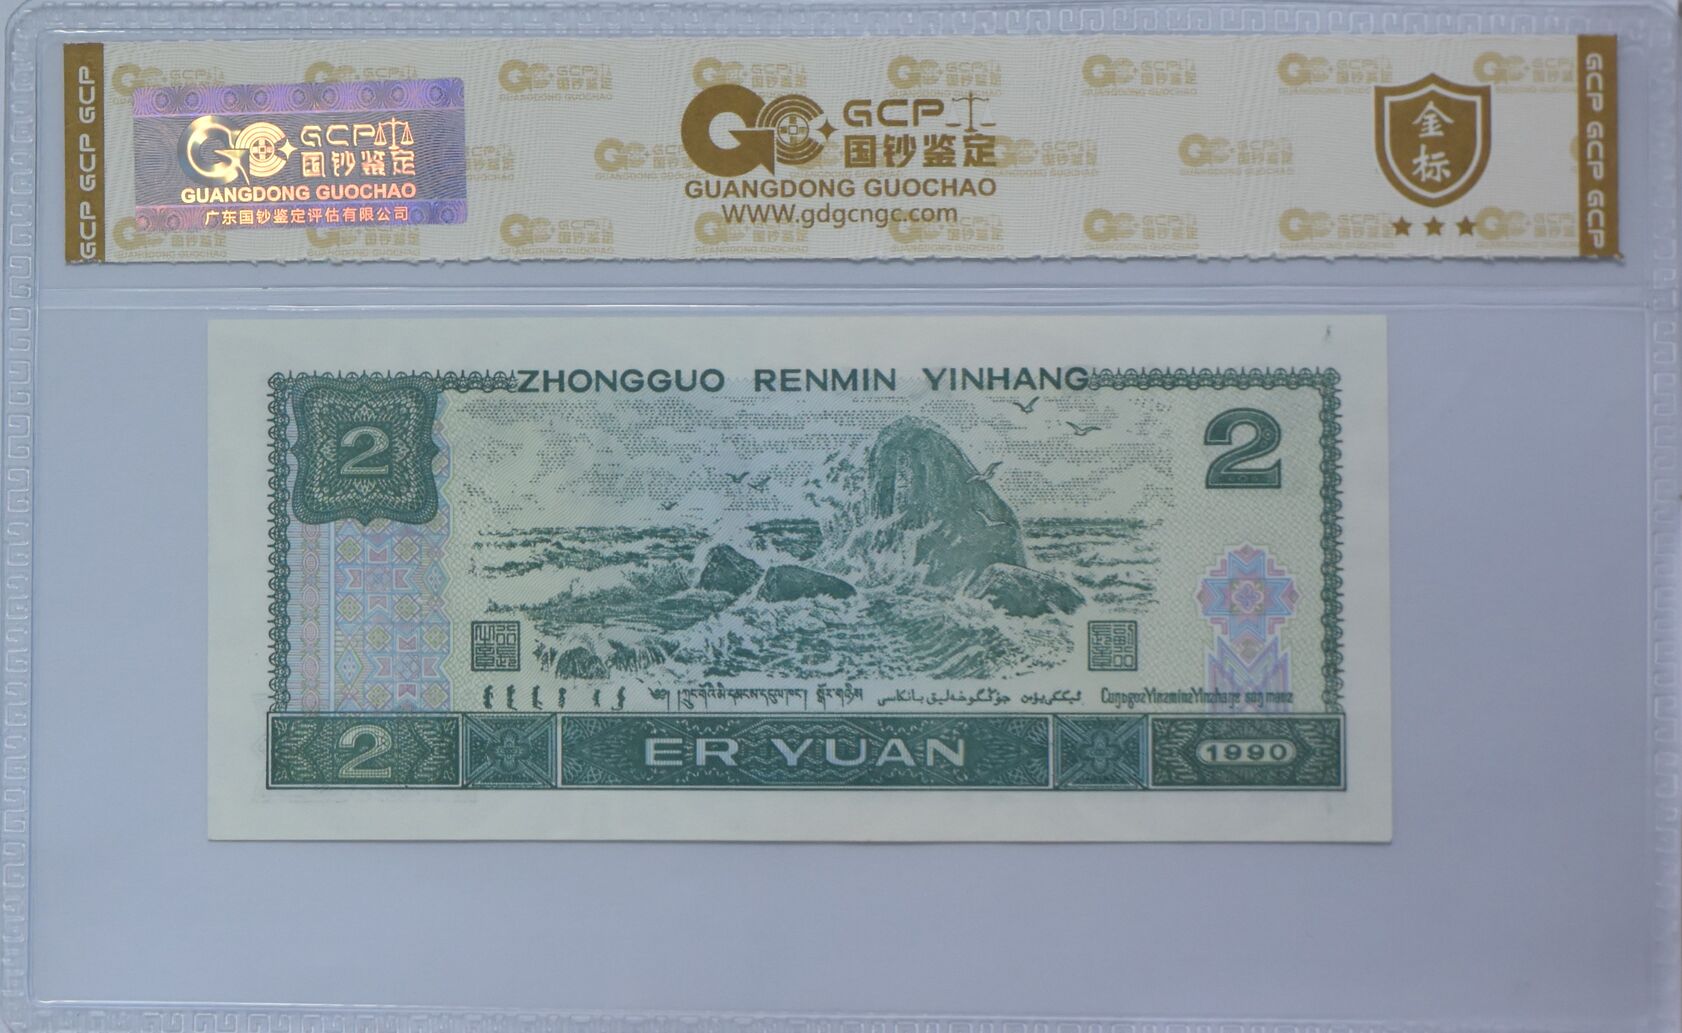 GCP GCP GCP
GCP
国钞鉴定
GUANGDONG GUOCHAO
广东国钞鉴定评估有限公司
GCP
国钞鉴定
GUANGDONG GUOCHAO
WWW.gdgcngc.com
金标
GCP GCP GCP
ZHONGGUO RENMIN YINHANG
2
2
2
ER YUAN
1990